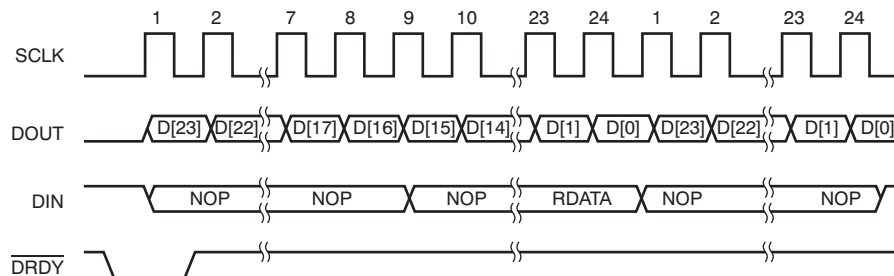 1 2 7 8 9 10 23 24 1 2 23 24
SCLK
DOUT D[23] D[22] D[17] D[16] D[15] D[14] D[1] D[0] D[23] D[22] D[1] D[0]
DIN NOP NOP NOP RDATA NOP NOP
DRDY